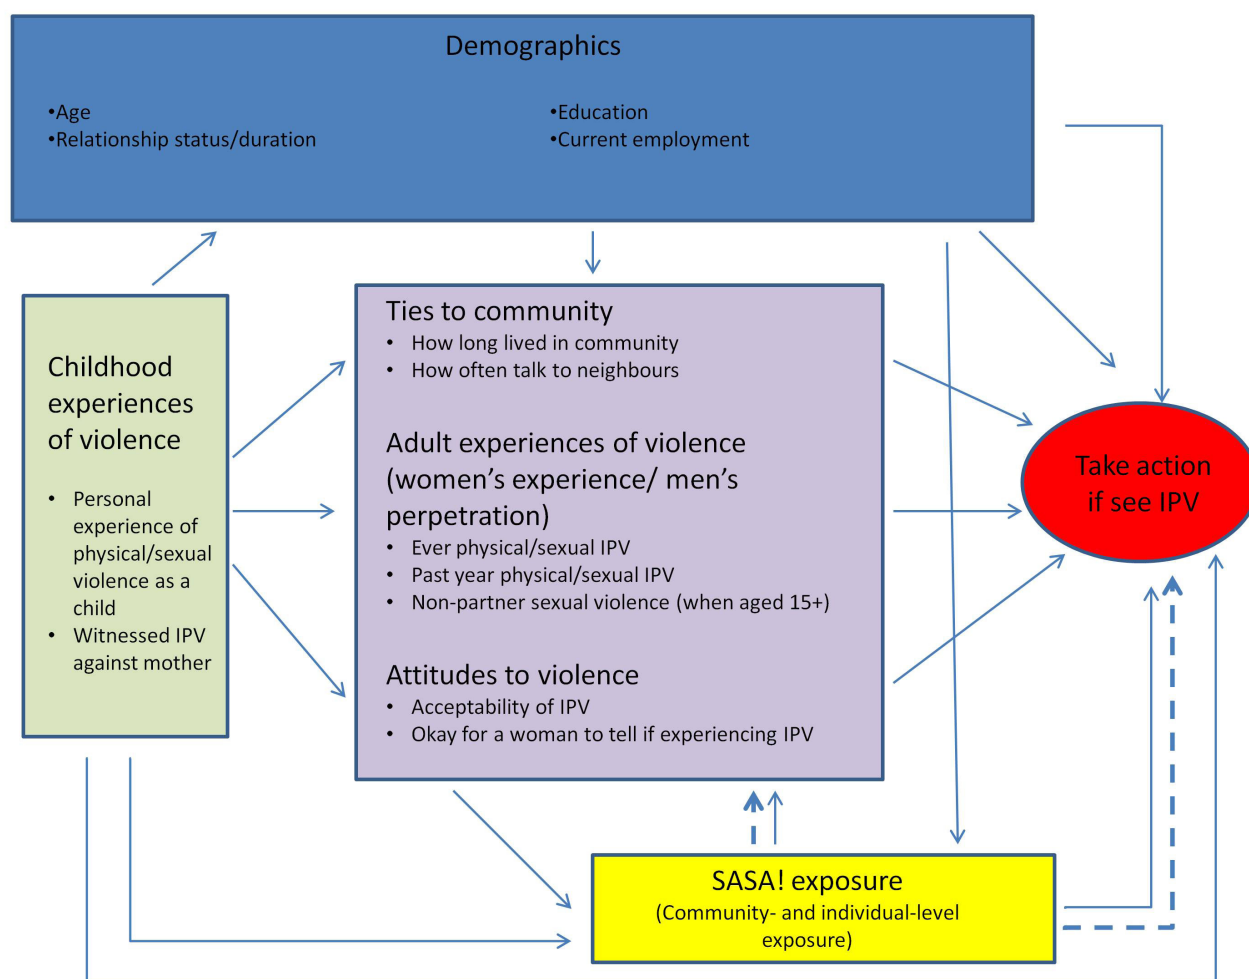 Demographics
•Age
•Relationship status/duration
•Education
•Current employment
Childhood
experiences
of violence
• Personal
experience of
physical/sexual
violence as a
child
• Witnessed IPV
against mother
Ties to community
• How long lived in community
• How often talk to neighbours
Adult experiences of violence
(women’s experience/ men’s
perpetration)
• Ever physical/sexual IPV
• Past year physical/sexual IPV
• Non-partner sexual violence (when aged 15+)
Attitudes to violence
• Acceptability of IPV
• Okay for a woman to tell if experiencing IPV
Take action
if see IPV
SASA! exposure
(Community- and individual-level
exposure)